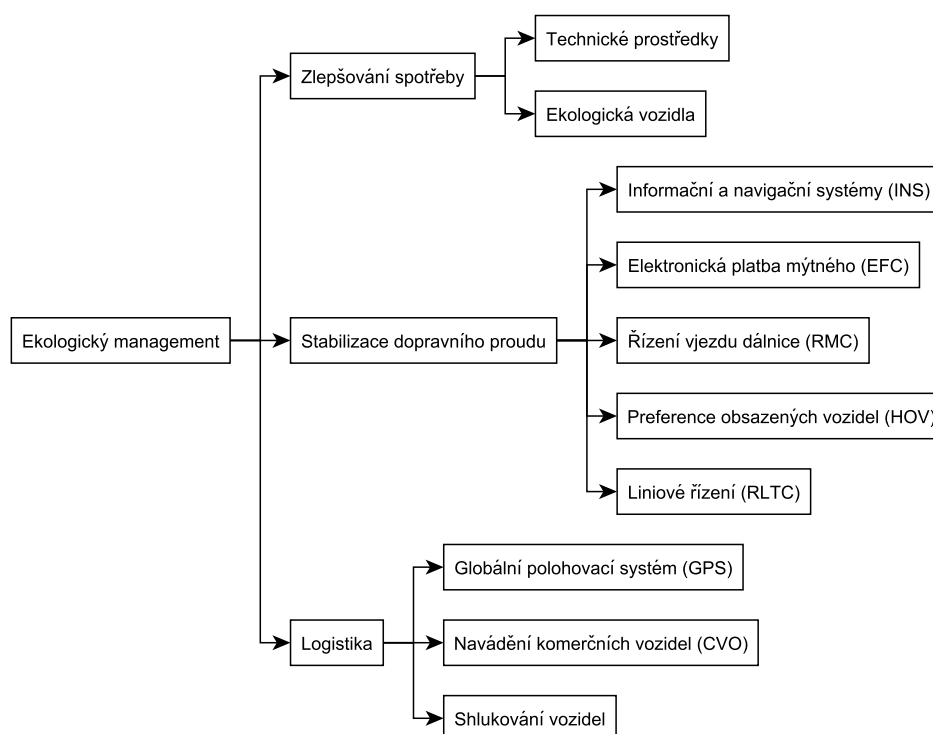 Technické prostředky
Zlepšování spotřeby
Ekologická vozidla
Informační a navigační systémy (INS)
Elektronická platba mýtného (EFC)
Ekologický management
Stabilizace dopravního proudu
Řízení vjezdu dálnice (RMC)
Preference obsazených vozidel (HOV)
Liniové řízení (RLTC)
Globální polohovací systém (GPS)
Logistika
Navádění komerčních vozidel (CVO)
Shlukování vozidel